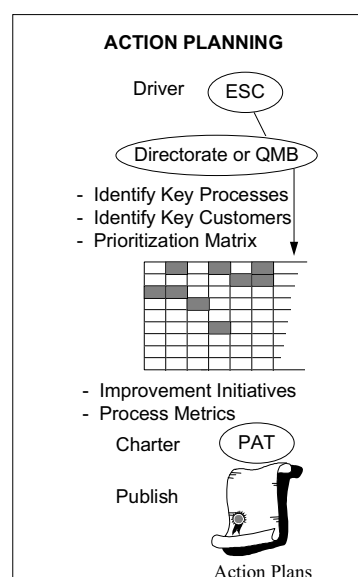 ACTION PLANNING
Driver ESC
Directorate or QMB
- Identify Key Processes
- Identify Key Customers
- Prioritization Matrix
- Improvement Initiatives
- Process Metrics
Charter PAT
Publish
Action Plans